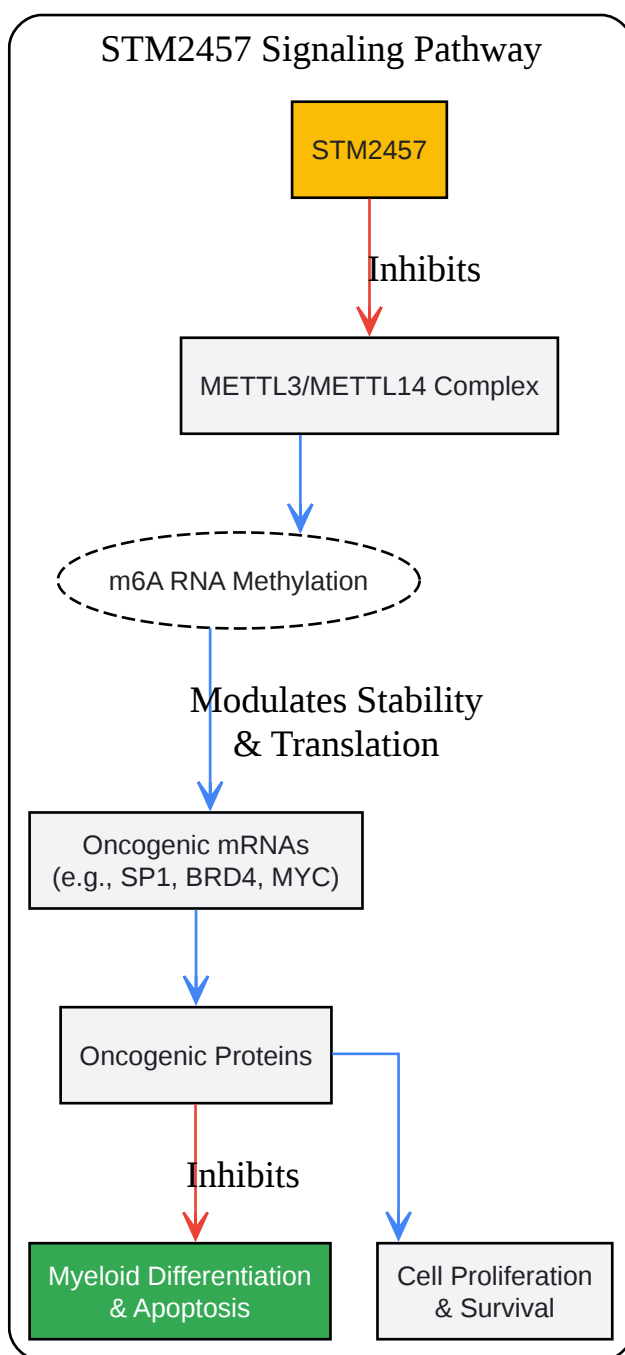 STM2457 Signaling Pathway
STM2457
Inhibits
METTL3/METTL14 Complex
m6A RNA Methylation
Modulates Stability
& Translation
Oncogenic mRNAs
(e.g., SP1, BRD4, MYC)
Oncogenic Proteins
Inhibits
Myeloid Differentiation
& Apoptosis
Cell Proliferation
& Survival